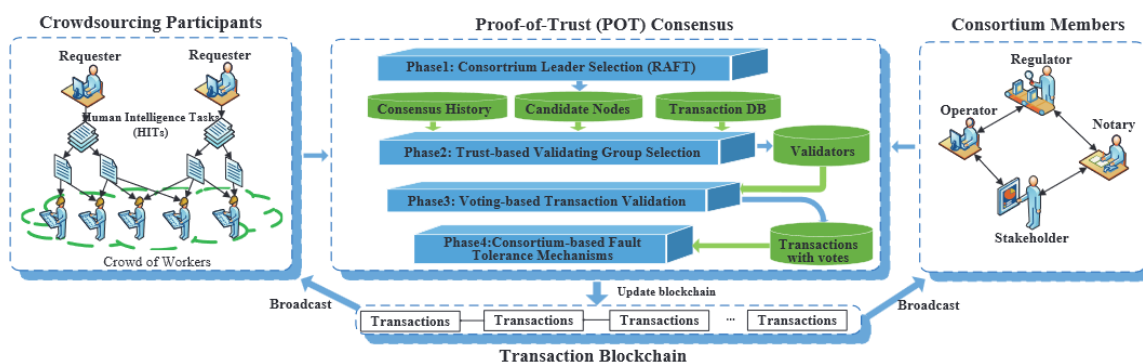 Crowdsourcing Participants
Requester
Requester
Human Intelligence Tasks
(HITs)
Crowd of Workers
Proof-of-Trust (POT) Consensus
Phase1: Consortrium Leader Selection (RAFT)
Consensus History
Candidate Nodes
Transaction DB
Phase2: Trust-based Validating Group Selection
Validators
Phase3: Voting-based Transaction Validation
Phase4:Consortium-based Fault
Tolerance Mechanisms
Transactions
with votes
Consortium Members
Regulator
Operator
Notary
Stakeholder
Broadcast
Update blockchain
Broadcast
Transactions
Transactions
Transactions
...
Transactions
Transaction Blockchain